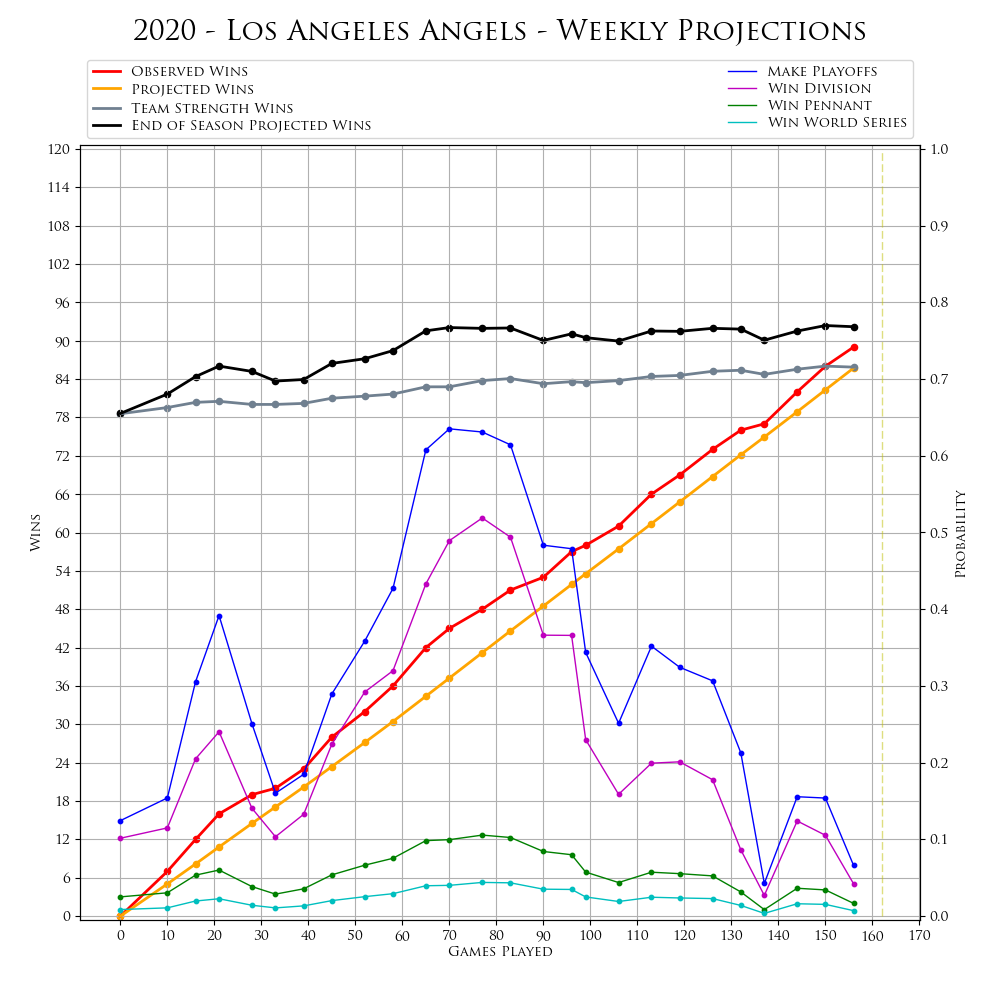 2020 - Los Angeles Angels - Weekly Projections
Observed Wins
Projected Wins
Team Strength Wins
End of Season Projected Wins
Make Playoffs
Win Division
Win Pennant
Win World Series
120
114
108
102
96
90
84
78
72
66
60
54
48
42
36
30
24
18
12
6
0
Wins
1.0
0.9
0.8
0.7
0.6
0.5
0.4
0.3
0.2
0.1
0.0
Probability
0 10 20 30 40 50 60 70 80 90 100 110 120 130 140 150 160 170
Games Played